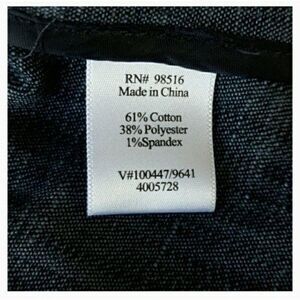 RN# 98516
Made in China
61% Cotton
38% Polyester
1%Spandex
V#100447/9641
4005728